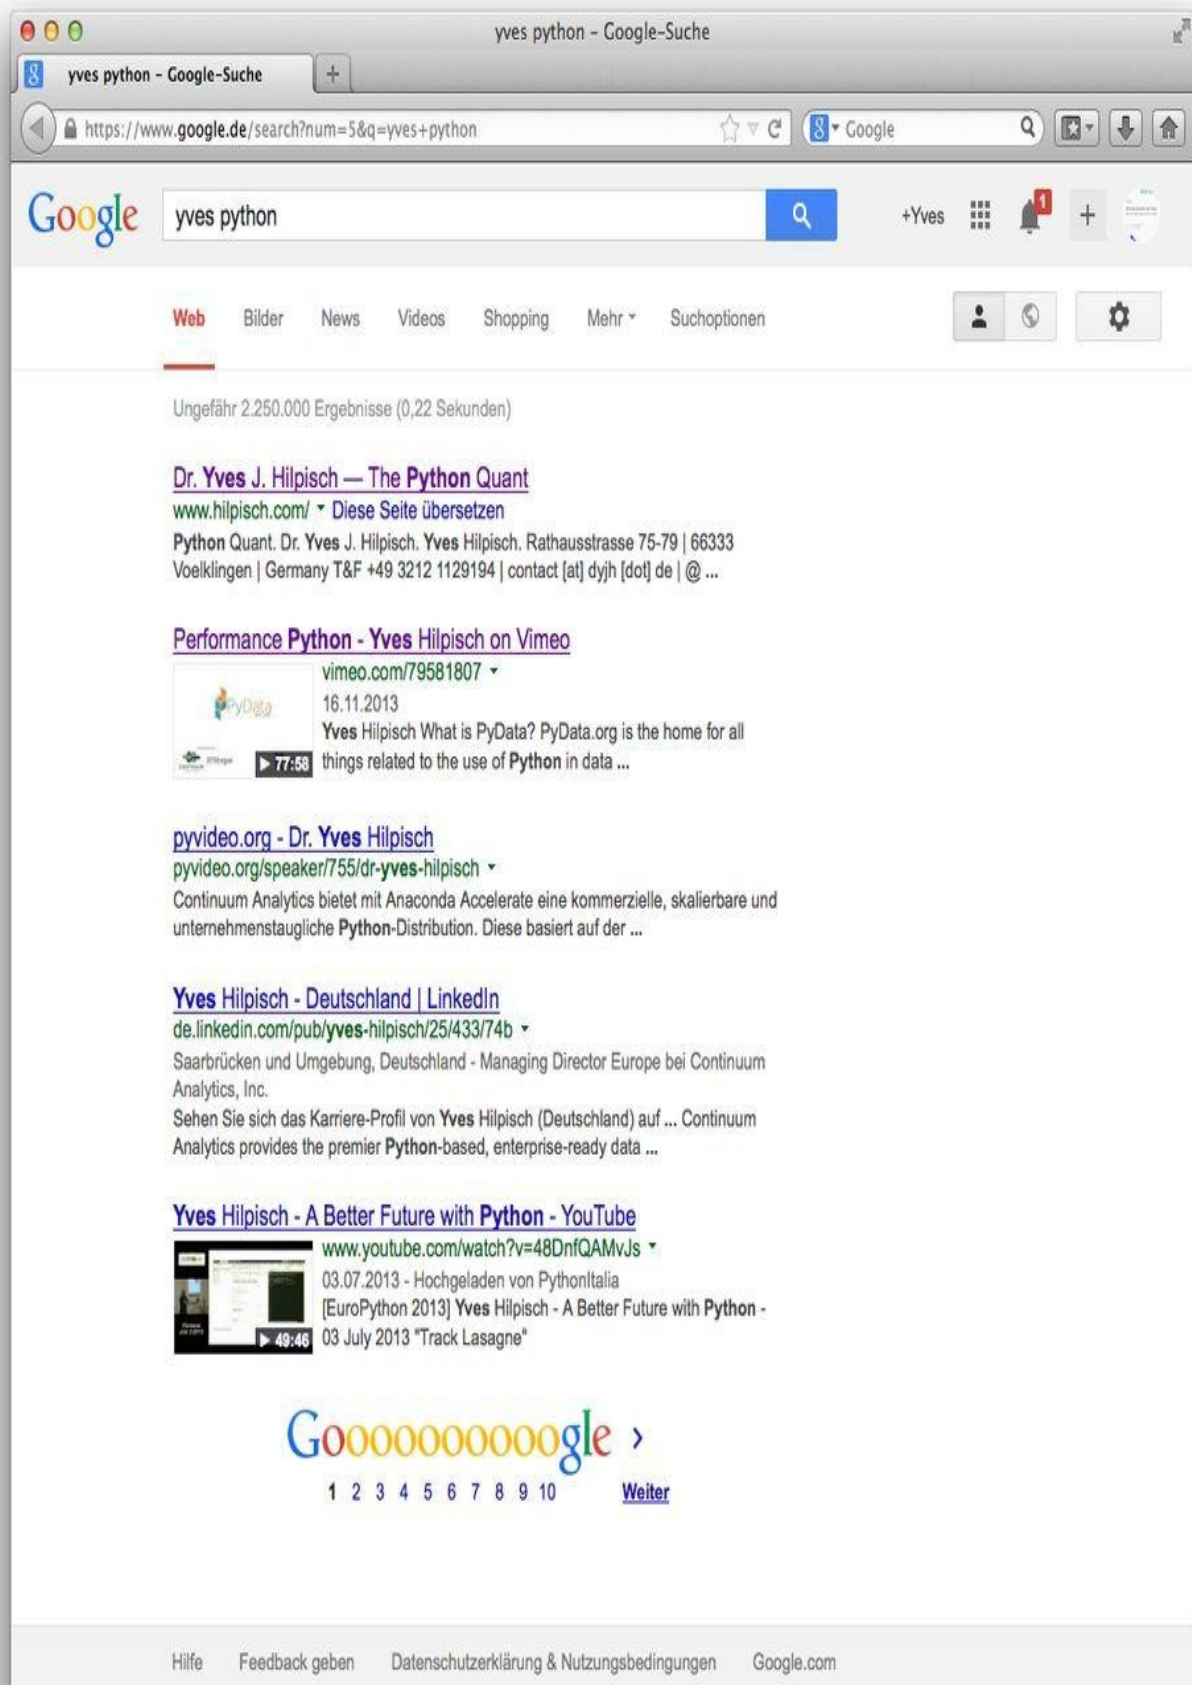 yves python – Google-Suche
yves python – Google-Suche
https://www.google.de/search?num=5&q=yves+python
Google
Google
yves python
+Yves
1
Web Bilder News Videos Shopping Mehr Suchoptionen
Ungefähr 2.250.000 Ergebnisse (0,22 Sekunden)
Dr. Yves J. Hilpisch — The Python Quant
www.hilpisch.com/ Diese Seite übersetzen
Python Quant. Dr. Yves J. Hilpisch. Yves Hilpisch. Rathausstrasse 75-79 | 66333
Voelklingen | Germany T&F +49 3212 1129194 | contact [at] dyjh [dot] de | @ ...
Performance Python - Yves Hilpisch on Vimeo
PyData
77:58
vimeo.com/79581807
16.11.2013
Yves Hilpisch What is PyData? PyData.org is the home for all
things related to the use of Python in data ...
pyvideo.org - Dr. Yves Hilpisch
pyvideo.org/speaker/755/dr-yves-hilpisch
Continuum Analytics bietet mit Anaconda Accelerate eine kommerzielle, skalierbare und
unternehmenstaugliche Python-Distribution. Diese basiert auf der ...
Yves Hilpisch - Deutschland | LinkedIn
de.linkedin.com/pub/yves-hilpisch/25/433/74b
Saarbrücken und Umgebung, Deutschland - Managing Director Europe bei Continuum
Analytics, Inc.
Sehen Sie sich das Karriere-Profil von Yves Hilpisch (Deutschland) auf ... Continuum
Analytics provides the premier Python-based, enterprise-ready data ...
Yves Hilpisch - A Better Future with Python - YouTube
49:46
www.youtube.com/watch?v=48DnfQAMvJs
03.07.2013 - Hochgeladen von PythonItalia
[EuroPython 2013] Yves Hilpisch - A Better Future with Python -
03 July 2013 "Track Lasagne"
Goooooooooogle
1 2 3 4 5 6 7 8 9 10 Weiter
Hilfe Feedback geben Datenschutzerklärung & Nutzungsbedingungen Google.com